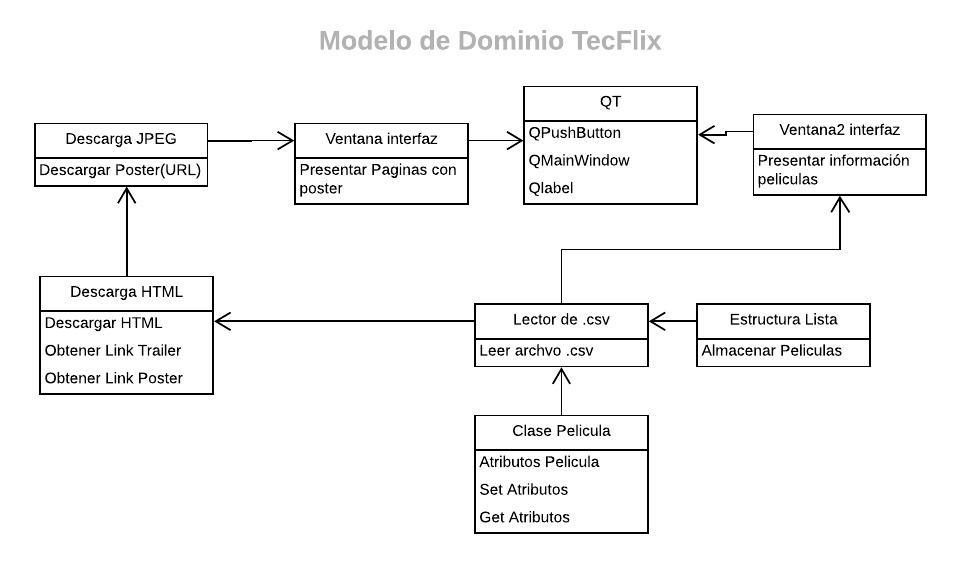 Modelo de Dominio TecFlix
Descarga JPEG
Descargar Poster(URL)
Ventana interfaz
Presentar Paginas con
poster
QT
QPushButton
QMainWindow
Qlabel
Ventana2 interfaz
Presentar información
peliculas
Descarga HTML
Descargar HTML
Obtener Link Trailer
Obtener Link Poster
Lector de .csv
Leer archvo .csv
Estructura Lista
Almacenar Peliculas
Clase Pelicula
Atributos Pelicula
Set Atributos
Get Atributos